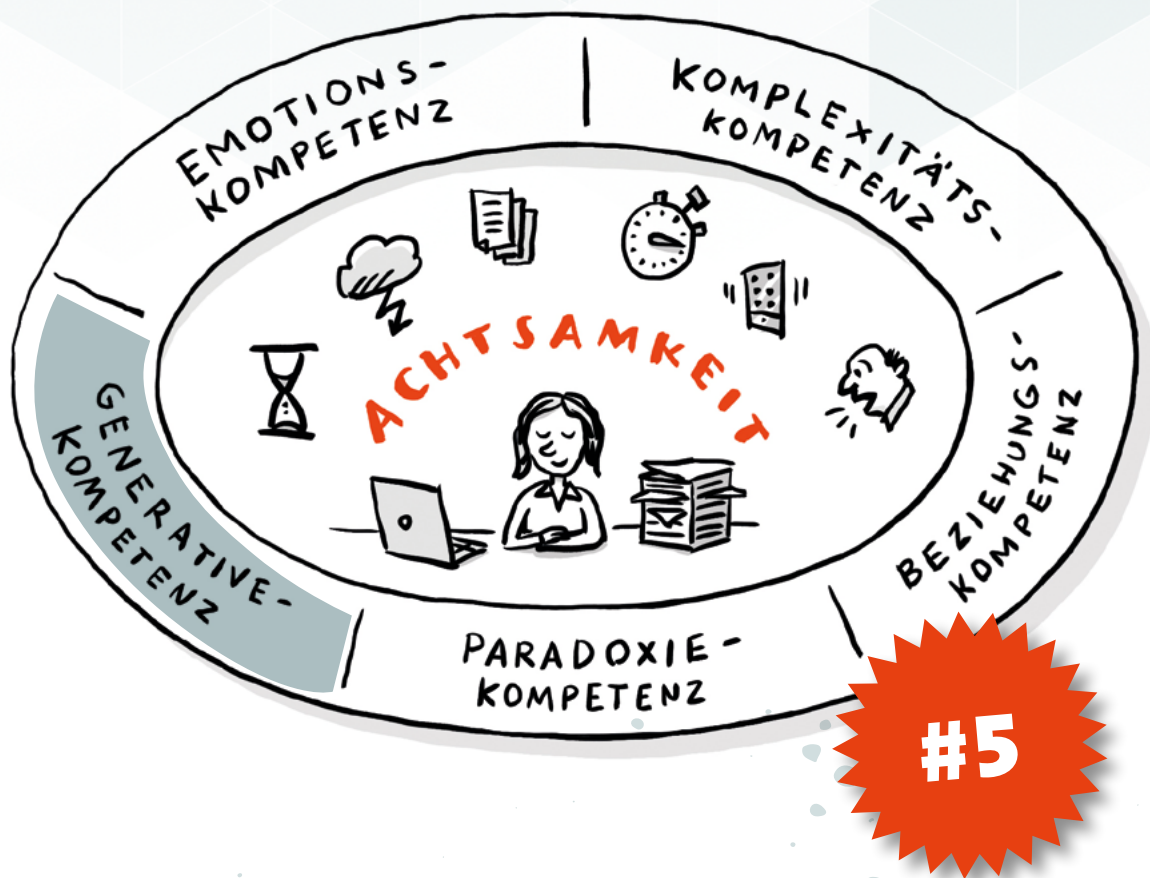 EMOTIONS-
KOMPETENZ
KOMPLEXITÄTS-
KOMPETENZ
ACHTSAMKEIT
GENERATIVE-
KOMPETENZ
BEZIEHUNGS-
KOMPETENZ
PARADOXIE-
KOMPETENZ
#5